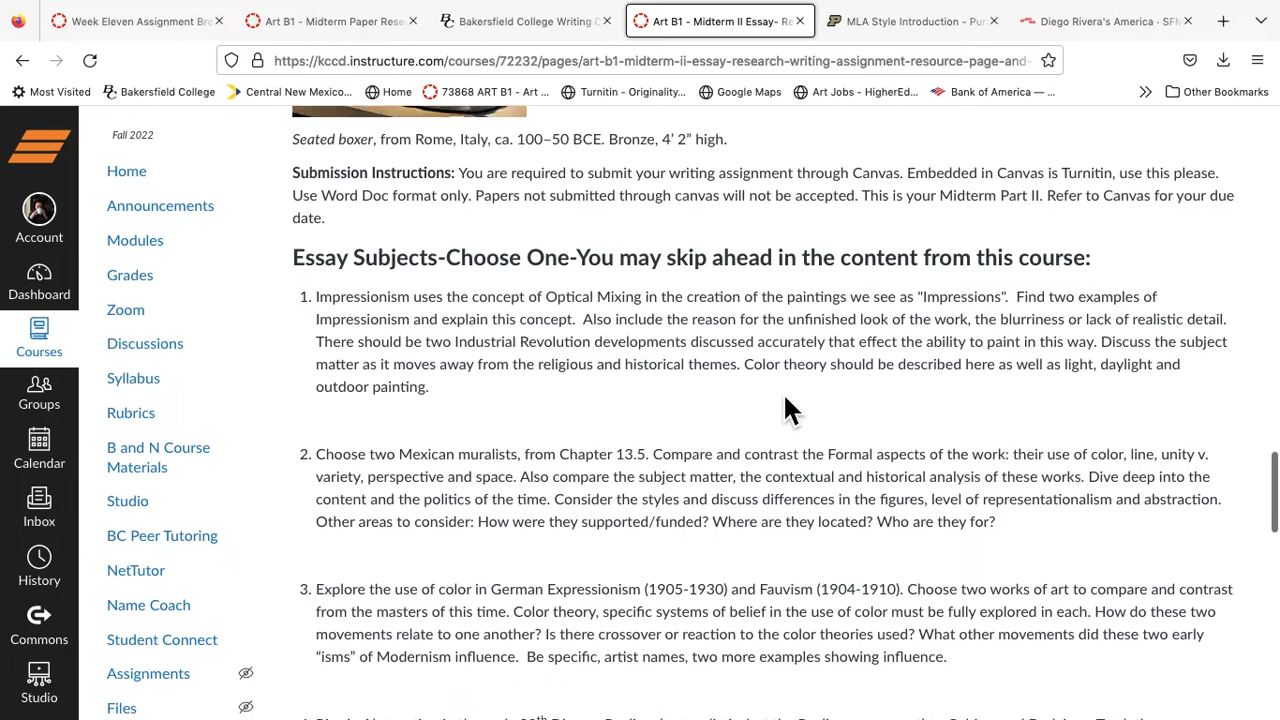 Week Eleven Assignment Br
Art B1 - Midterm Paper Rese
Bakersfield College Writing C
Art B1 - Midterm II Essay- Re
MLA Style Introduction - Pur
Diego Rivera's America · SFM
https://kccd.instructure.com/courses/72232/pages/art-b1-midterm-ii-essay-research-writing-assignment-resource-page-and-
Most Visited
Bakersfield College
Central New Mexico...
Home
73868 ART B1 - Art ...
Turnitin - Originality...
Google Maps
Art Jobs - HigherEd...
Bank of America — ...
Other Bookmarks
Account
Dashboard
Courses
Groups
Calendar
Inbox
History
Commons
Studio
Fall 2022
Home
Announcements
Modules
Grades
Zoom
Discussions
Syllabus
Rubrics
B and N Course
Materials
Studio
BC Peer Tutoring
NetTutor
Name Coach
Student Connect
Assignments
Files
Seated boxer, from Rome, Italy, ca. 100–50 BCE. Bronze, 4' 2” high.
Submission Instructions: You are required to submit your writing assignment through Canvas. Embedded in Canvas is Turnitin, use this please.
Use Word Doc format only. Papers not submitted through canvas will not be accepted. This is your Midterm Part II. Refer to Canvas for your due
date.
Essay Subjects-Choose One-You may skip ahead in the content from this course:
1. Impressionism uses the concept of Optical Mixing in the creation of the paintings we see as "Impressions". Find two examples of
Impressionism and explain this concept. Also include the reason for the unfinished look of the work, the blurriness or lack of realistic detail.
There should be two Industrial Revolution developments discussed accurately that effect the ability to paint in this way. Discuss the subject
matter as it moves away from the religious and historical themes. Color theory should be described here as well as light, daylight and
outdoor painting.
2. Choose two Mexican muralists, from Chapter 13.5. Compare and contrast the Formal aspects of the work: their use of color, line, unity v.
variety, perspective and space. Also compare the subject matter, the contextual and historical analysis of these works. Dive deep into the
content and the politics of the time. Consider the styles and discuss differences in the figures, level of representationalism and abstraction.
Other areas to consider: How were they supported/funded? Where are they located? Who are they for?
3. Explore the use of color in German Expressionism (1905-1930) and Fauvism (1904-1910). Choose two works of art to compare and contrast
from the masters of this time. Color theory, specific systems of belief in the use of color must be fully explored in each. How do these two
movements relate to one another? Is there crossover or reaction to the color theories used? What other movements did these two early
“isms” of Modernism influence. Be specific, artist names, two more examples showing influence.